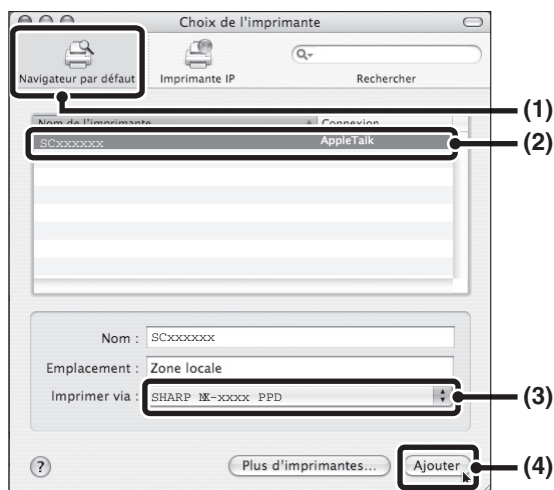 Choix de l'imprimante
Navigateur par défaut
Imprimante IP
Rechercher
(1)
Nom de l'imprimante
Connexion
(2)
SCxxxxxx
AppleTalk
Nom :
SCxxxxxx
Emplacement :
Zone locale
Imprimer via :
SHARP MX-xxxx PPD
(3)
?
Plus d'imprimantes...
Ajouter
(4)